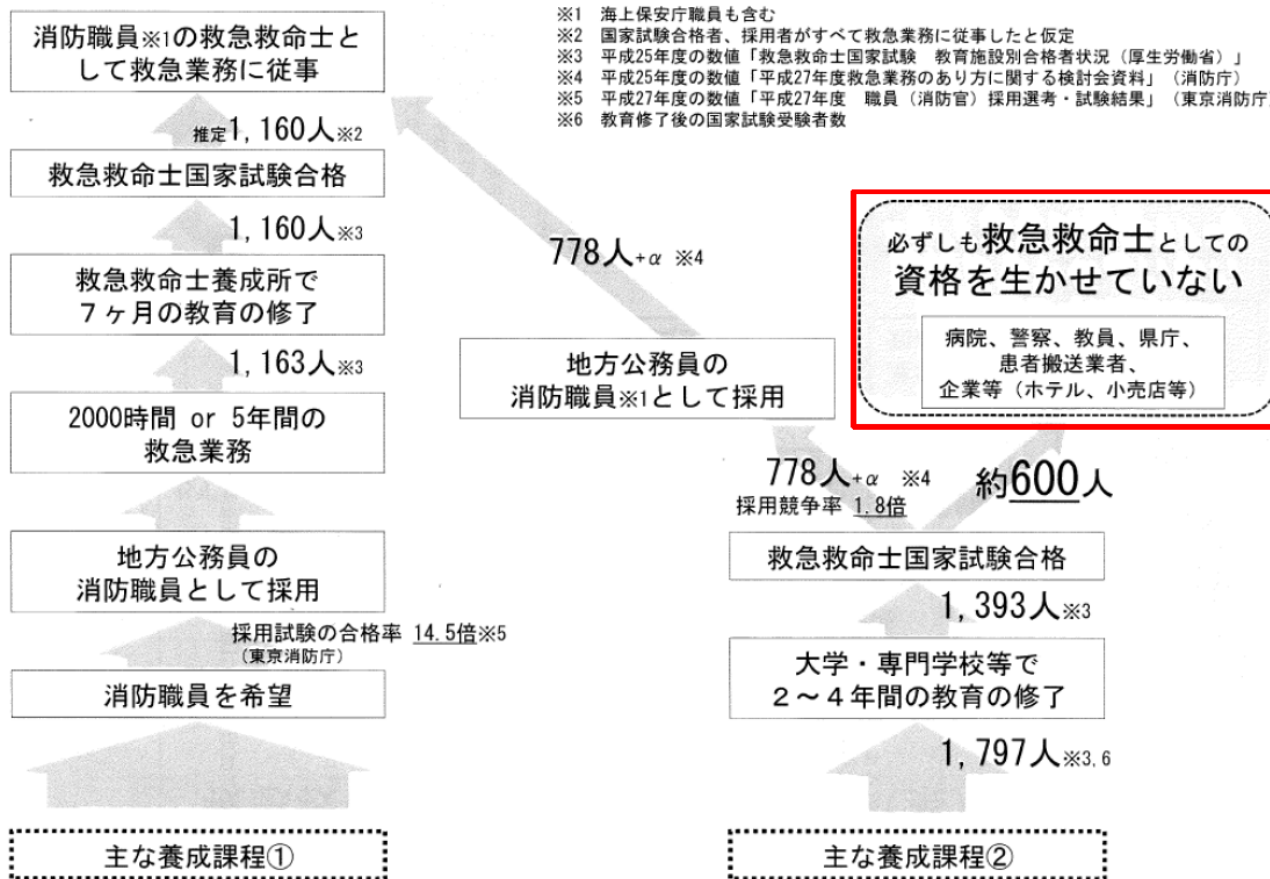 ※1 海上保安庁職員も含む
※2 国家試験合格者、採用者がすべて救急業務に従事したと仮定
※3 平成25年度の数値「救急救命士国家試験 教育施設別合格者状況（厚生労働省）」
※4 平成25年度の数値「平成27年度救急業務のあり方に関する検討会資料」（消防庁）
※5 平成27年度の数値「平成27年度 職員（消防官）採用選考・試験結果」（東京消防庁
※6 教育修了後の国家試験受験者数
消防職員※1の救急救命士と
して救急業務に従事
推定1,160人※2
救急救命士国家試験合格
1,160人※3
救急救命士養成所で
７ヶ月の教育の修了
1,163人※3
2000時間 or 5年間の
救急業務
地方公務員の
消防職員として採用
採用試験の合格率 14.5倍※5
（東京消防庁）
消防職員を希望
主な養成課程①
778人+α ※4
地方公務員の
消防職員※1として採用
必ずしも救急救命士としての
資格を生かせていない
病院、警察、教員、県庁、
患者搬送業者、
企業等（ホテル、小売店等）
778人+α ※4
採用競争率 1.8倍
約600人
救急救命士国家試験合格
1,393人※3
大学・専門学校等で
２～４年間の教育の修了
1,797人※3,6
主な養成課程②